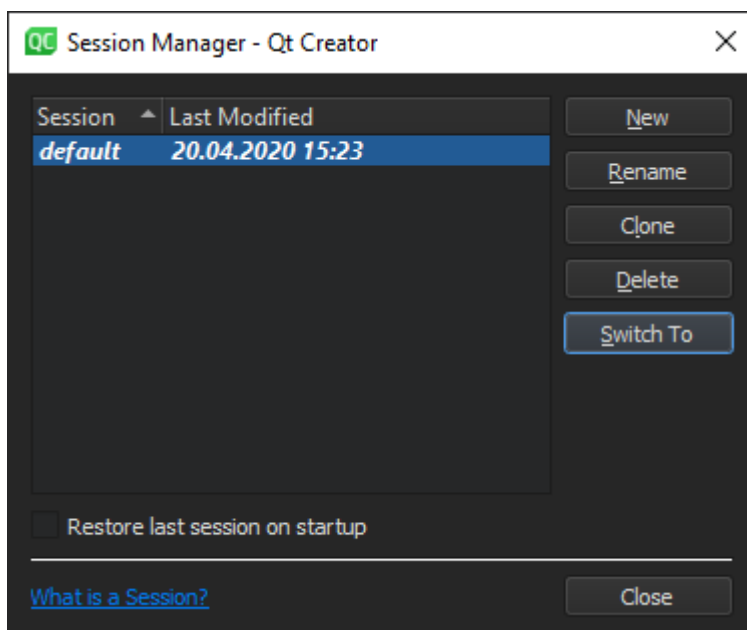 QC Session Manager - Qt Creator
Session Last Modified
default 20.04.2020 15:23
New
Rename
Clone
Delete
Switch To
Restore last session on startup
What is a Session?
Close